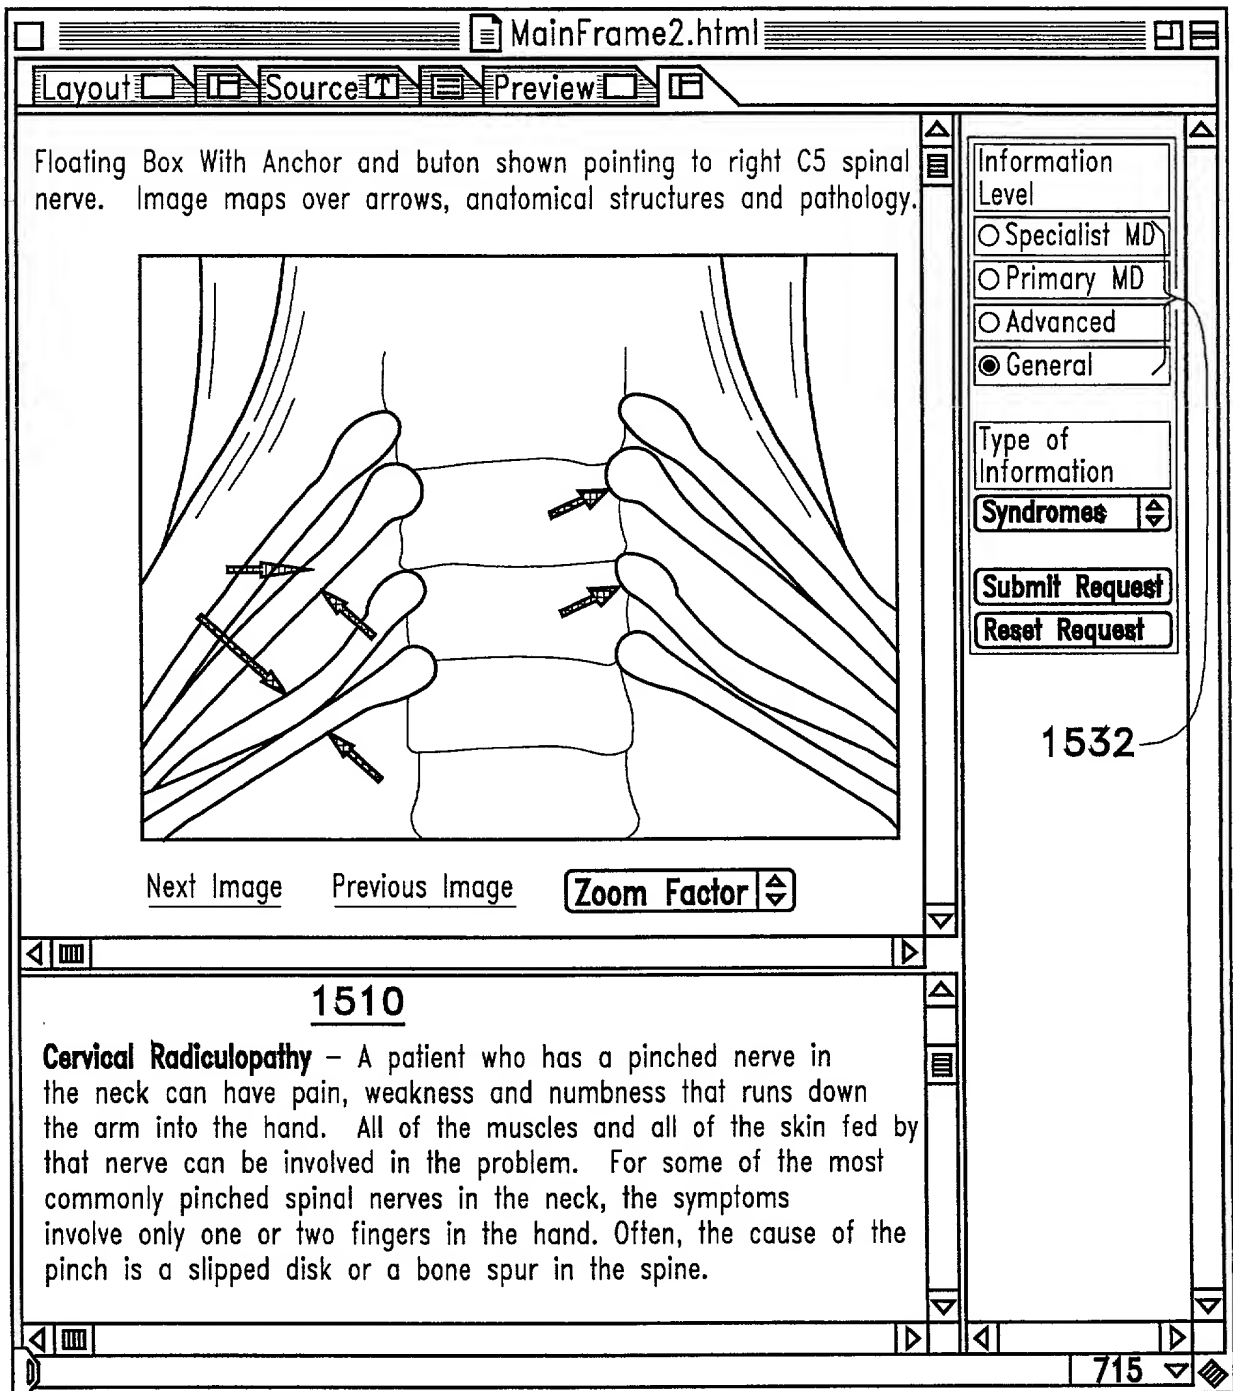 MainFrame2.html
Layout Source T Preview
Floating Box With Anchor and buton shown pointing to right C5 spinal
nerve. Image maps over arrows, anatomical structures and pathology.
Next Image Previous Image Zoom Factor
Information
Level
Specialist MD
Primary MD
Advanced
General
Type of
Information
Syndromes
Submit Request
Reset Request
1532
1510
Cervical Radiculopathy – A patient who has a pinched nerve in
the neck can have pain, weakness and numbness that runs down
the arm into the hand. All of the muscles and all of the skin fed by
that nerve can be involved in the problem. For some of the most
commonly pinched spinal nerves in the neck, the symptoms
involve only one or two fingers in the hand. Often, the cause of the
pinch is a slipped disk or a bone spur in the spine.
715